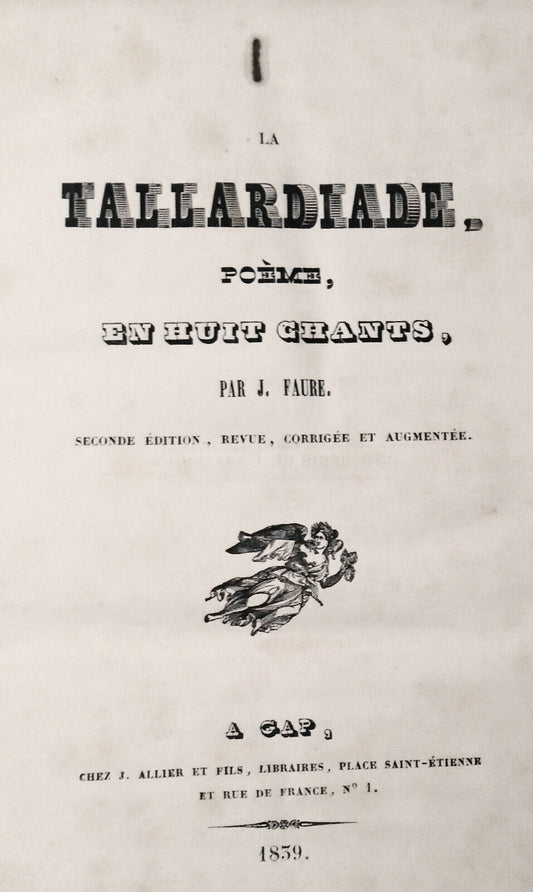 LA
TALLARDIADE,
POÈME,
EN HUIT CHANTS,
PAR J. FAURE.
SECONDE ÉDITION, REVUE, CORRIGÉE ET AUGMENTÉE.
A GAP,
CHEZ J. ALLIER ET FILS, LIBRAIRES, PLACE SAINT-ÉTIENNE
ET RUE DE FRANCE, Nº 1.
1839.